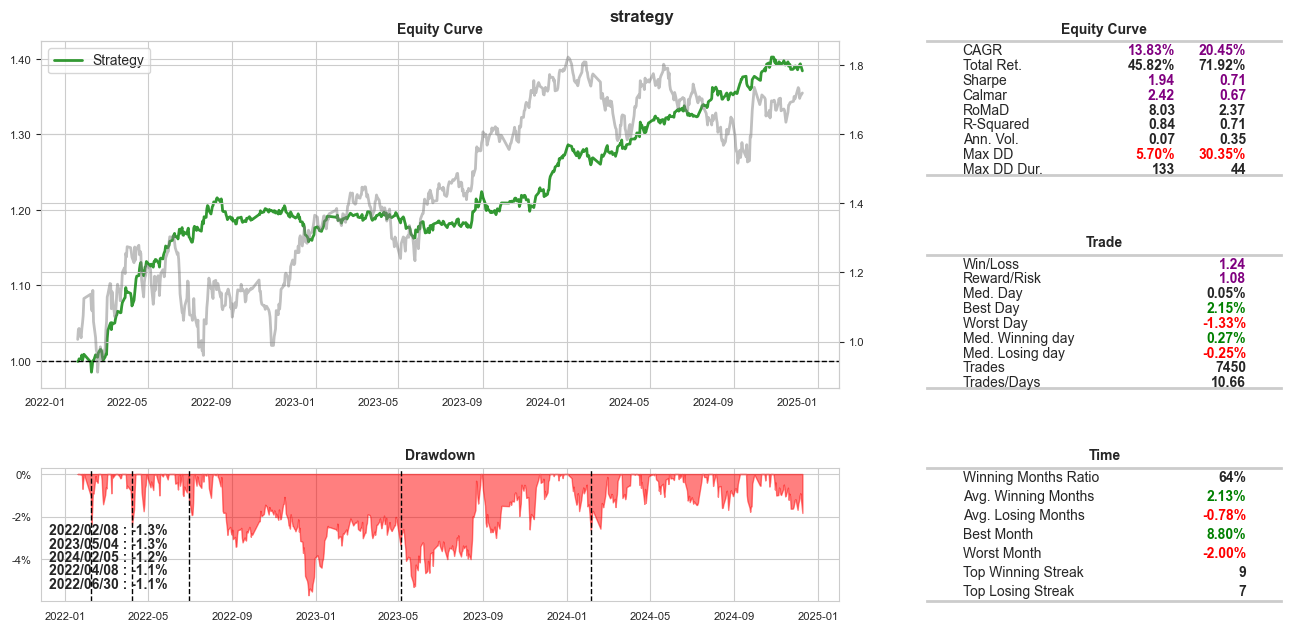 strategy
Equity Curve
Strategy
1.40
1.30
1.20
1.10
1.00
1.8
1.6
1.4
1.2
1.0
2022-01 2022-05 2022-09 2023-01 2023-05 2023-09 2024-01 2024-05 2024-09 2025-01
Equity Curve
CAGR 13.83% 20.45%
Total Ret. 45.82% 71.92%
Sharpe 1.94 0.71
Calmar 2.42 0.67
RoMaD 8.03 2.37
R-Squared 0.84 0.71
Ann. Vol. 0.07 0.35
Max DD 5.70% 30.35%
Max DD Dur. 133 44
Trade
Win/Loss 1.24
Reward/Risk 1.08
Med. Day 0.05%
Best Day 2.15%
Worst Day -1.33%
Med. Winning day 0.27%
Med. Losing day -0.25%
Trades 7450
Trades/Days 10.66
Drawdown
0%
-2%
-4%
2022/02/08 : -1.3%
2023/05/04 : -1.3%
2024/02/05 : -1.2%
2022/04/08 : -1.1%
2022/06/30 : -1.1%
2022-01 2022-05 2022-09 2023-01 2023-05 2023-09 2024-01 2024-05 2024-09 2025-01
Time
Winning Months Ratio 64%
Avg. Winning Months 2.13%
Avg. Losing Months -0.78%
Best Month 8.80%
Worst Month -2.00%
Top Winning Streak 9
Top Losing Streak 7